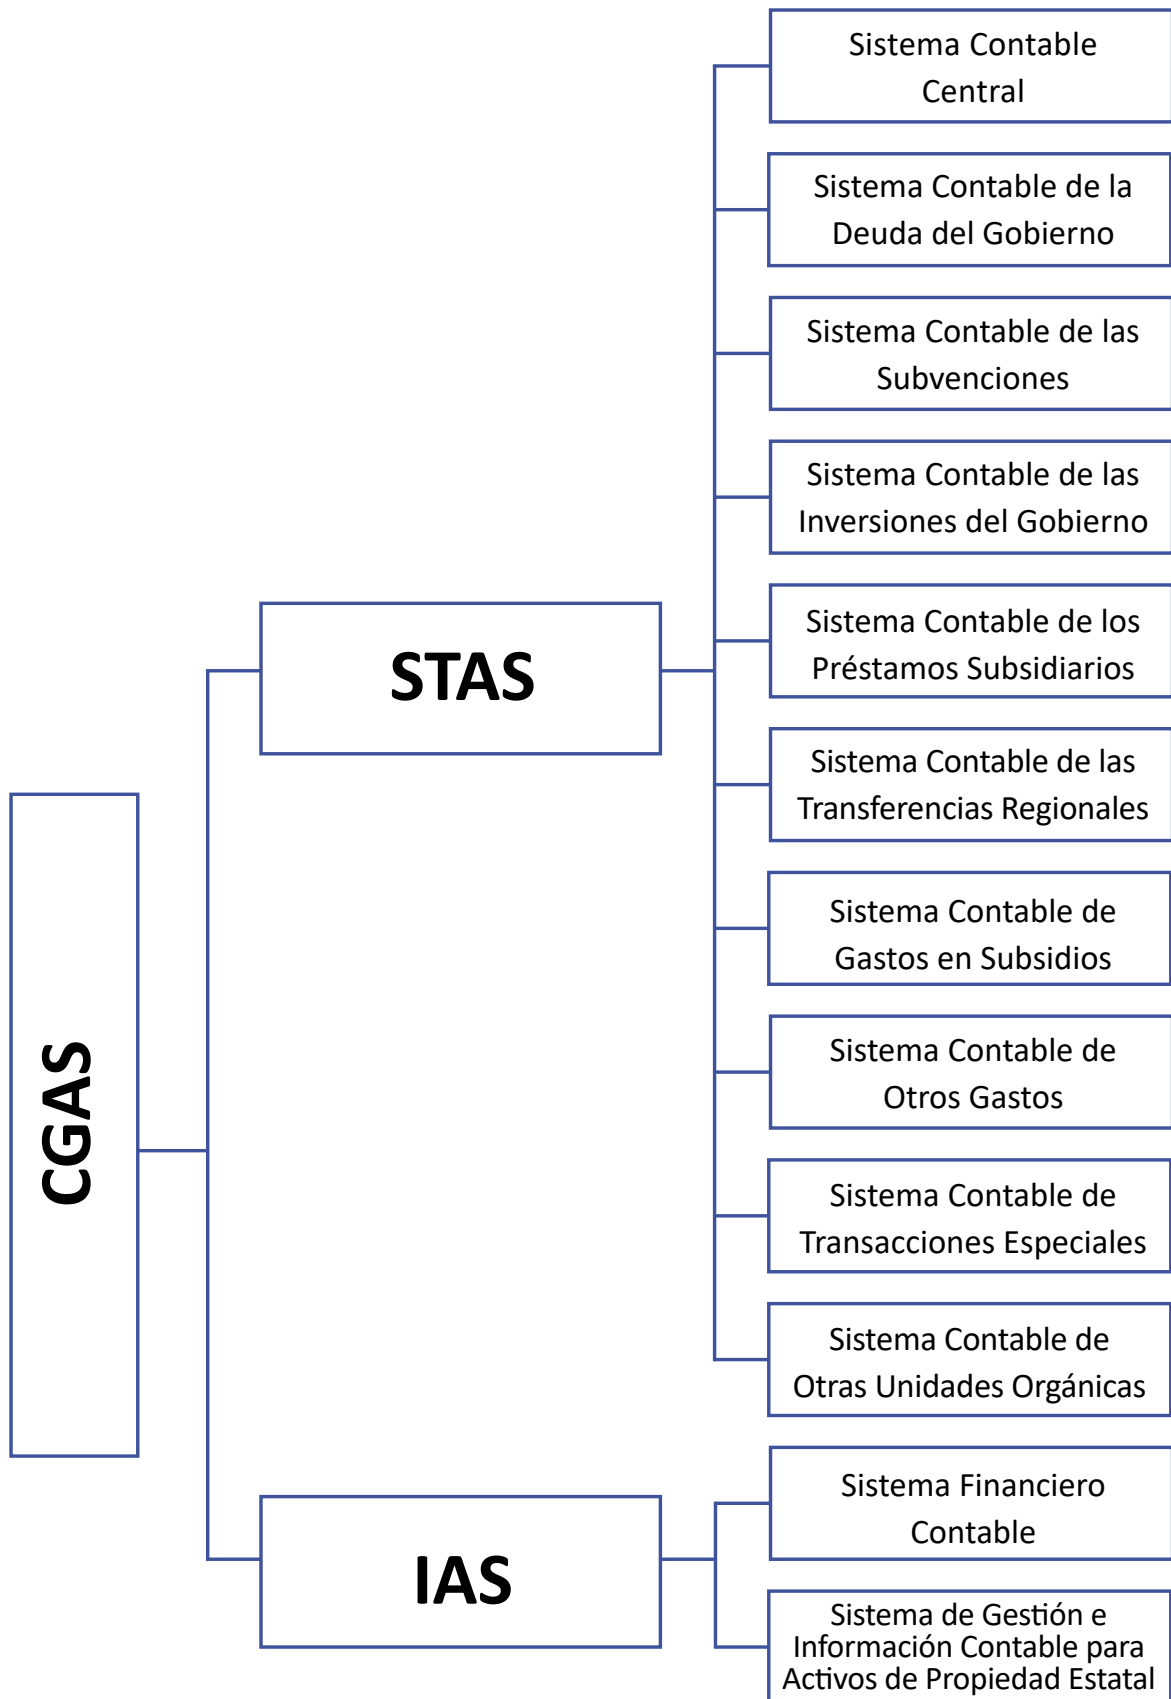 Sistema Contable
Central
Sistema Contable de la
Deuda del Gobierno
Sistema Contable de las
Subvenciones
Sistema Contable de las
Inversiones del Gobierno
Sistema Contable de los
Préstamos Subsidiarios
STAS
Sistema Contable de las
Transferencias Regionales
Sistema Contable de
Gastos en Subsidios
CGAS
Sistema Contable de
Otros Gastos
Sistema Contable de
Transacciones Especiales
Sistema Contable de
Otras Unidades Orgánicas
IAS
Sistema Financiero
Contable
Sistema de Gestión e
Información Contable para
Activos de Propiedad Estatal